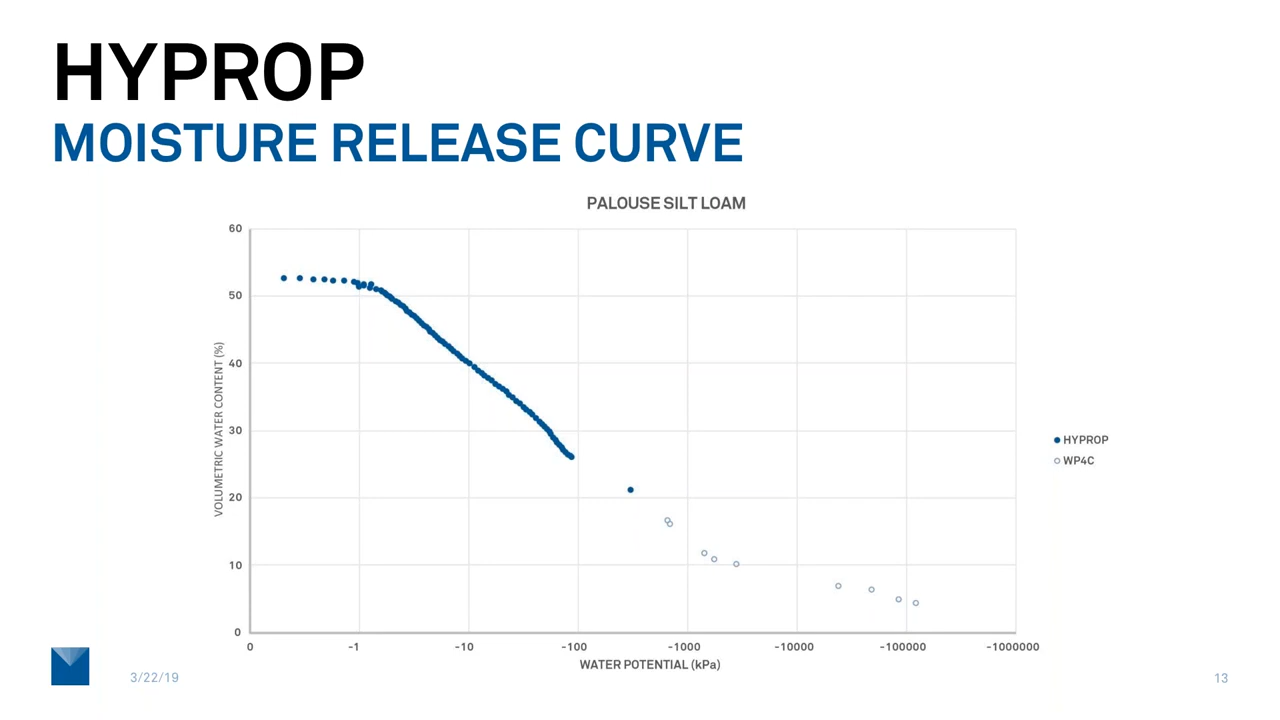 HYPROP
MOISTURE RELEASE CURVE
PALOUSE SILT LOAM
60
50
40
30
20
10
0
VOLUMETRIC WATER CONTENT (%)
0 -1 -10 -100 -1000 -10000 -100000 -1000000
WATER POTENTIAL (kPa)
HYPROP
WP4C
3/22/19
13